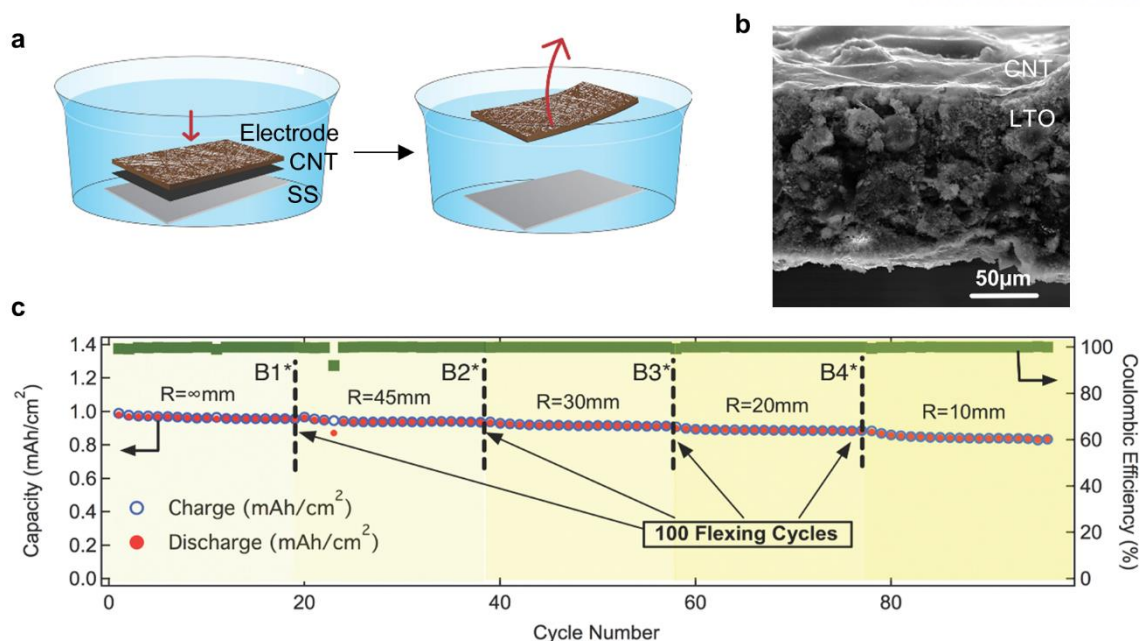 a
Electrode
CNT
SS
b
CNT
LTO
50μm
c
1.4
1.2
1.0
0.8
0.6
0.4
0.2
0.0
Capacity (mAh/cm²)
B1*
B2*
B3*
B4*
R=∞mm
R=45mm
R=30mm
R=20mm
R=10mm
Charge (mAh/cm²)
Discharge (mAh/cm²)
100 Flexing Cycles
100
80
60
40
20
0
Coulombic Efficiency (%)
0
20
40
60
80
Cycle Number